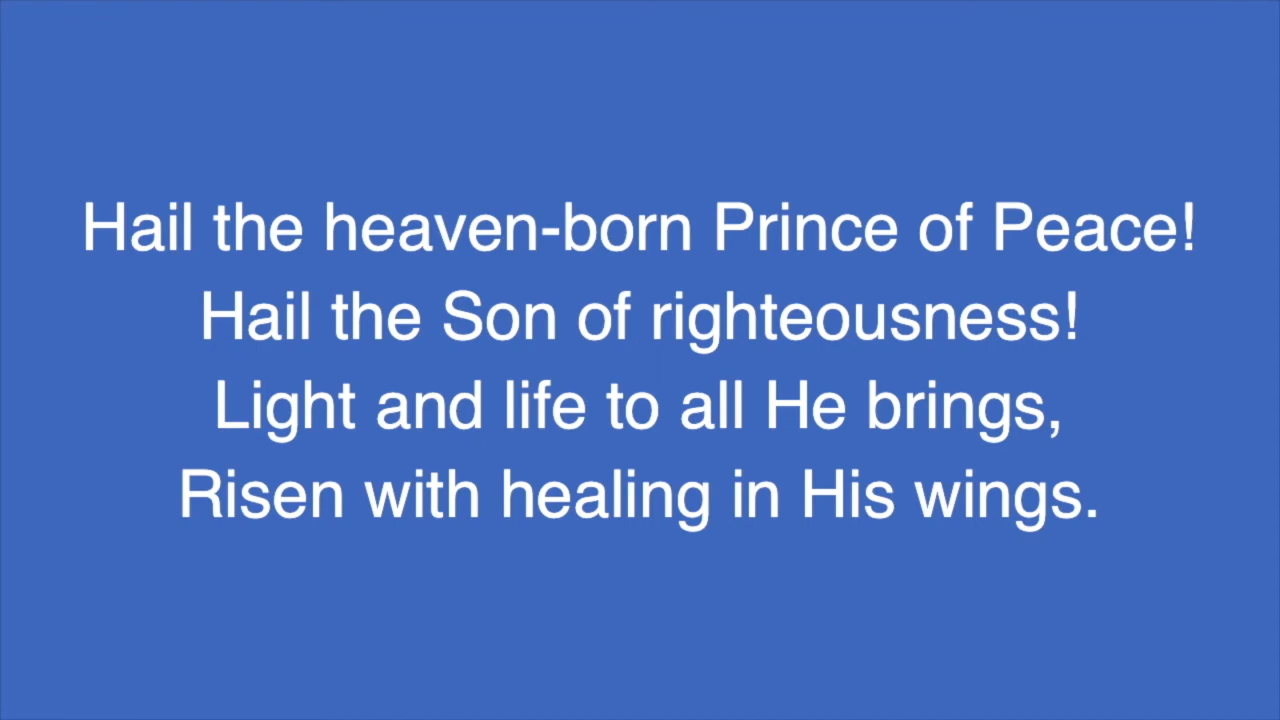 Hail the heaven-born Prince of Peace!
Hail the Son of righteousness!
Light and life to all He brings,
Risen with healing in His wings.